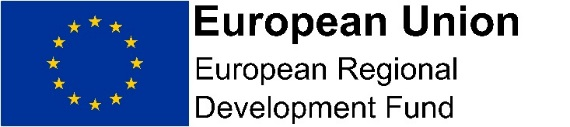 European Union
European Regional
Development Fund